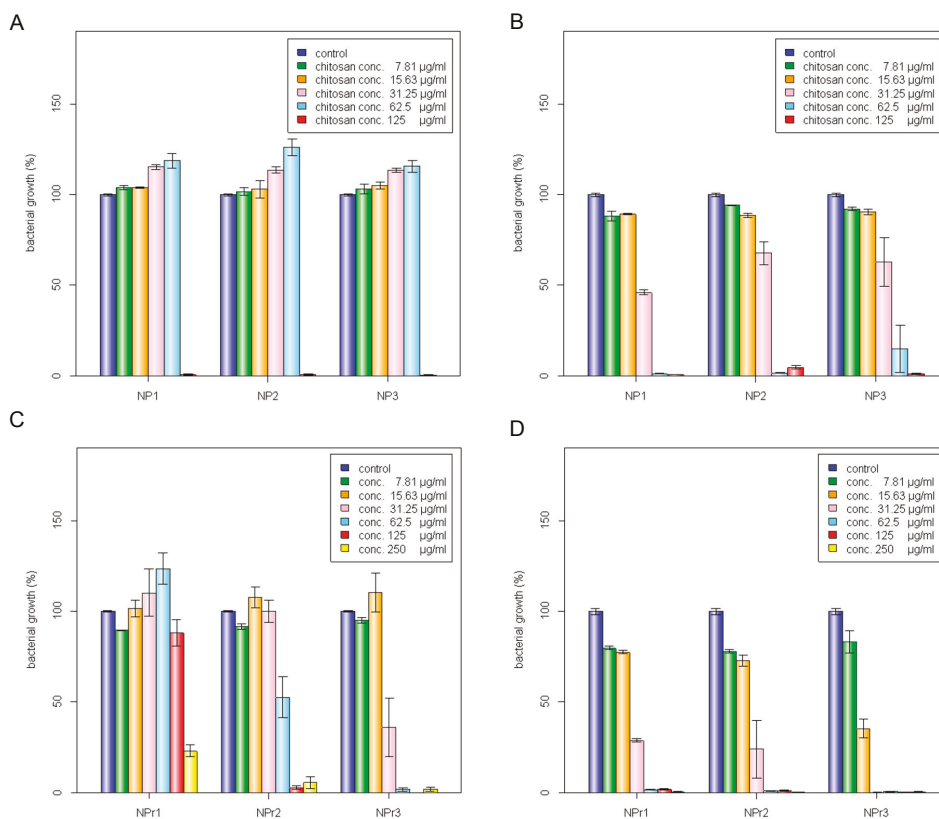 A
control
chitosan conc. 7.81 µg/ml
chitosan conc. 15.63 µg/ml
chitosan conc. 31.25 µg/ml
chitosan conc. 62.5 µg/ml
chitosan conc. 125 µg/ml
bacterial growth (%)
150
100
50
0
NP1 NP2 NP3
B
control
chitosan conc. 7.81 µg/ml
chitosan conc. 15.63 µg/ml
chitosan conc. 31.25 µg/ml
chitosan conc. 62.5 µg/ml
chitosan conc. 125 µg/ml
bacterial growth (%)
150
100
50
0
NP1 NP2 NP3
C
control
conc. 7.81 µg/ml
conc. 15.63 µg/ml
conc. 31.25 µg/ml
conc. 62.5 µg/ml
conc. 125 µg/ml
conc. 250 µg/ml
bacterial growth (%)
150
100
50
0
NPr1 NPr2 NPr3
D
control
conc. 7.81 µg/ml
conc. 15.63 µg/ml
conc. 31.25 µg/ml
conc. 62.5 µg/ml
conc. 125 µg/ml
conc. 250 µg/ml
bacterial growth (%)
150
100
50
0
NPr1 NPr2 NPr3